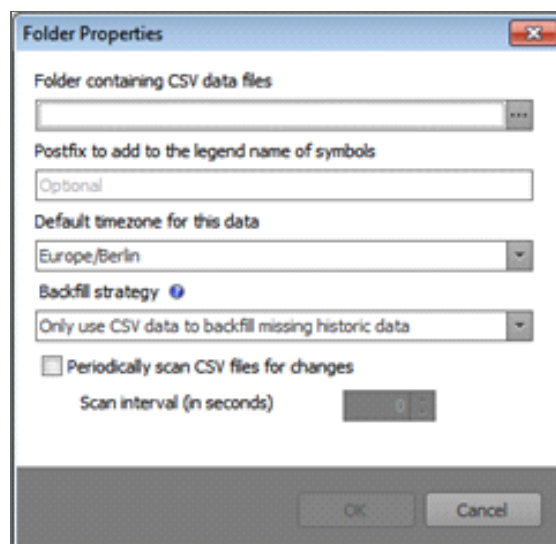 Folder Properties
Folder containing CSV data files
...
Postfix to add to the legend name of symbols
Optional
Default timezone for this data
Europe/Berlin
Backfill strategy ?
Only use CSV data to backfill missing historic data
Periodically scan CSV files for changes
Scan interval (in seconds) 0
OK Cancel